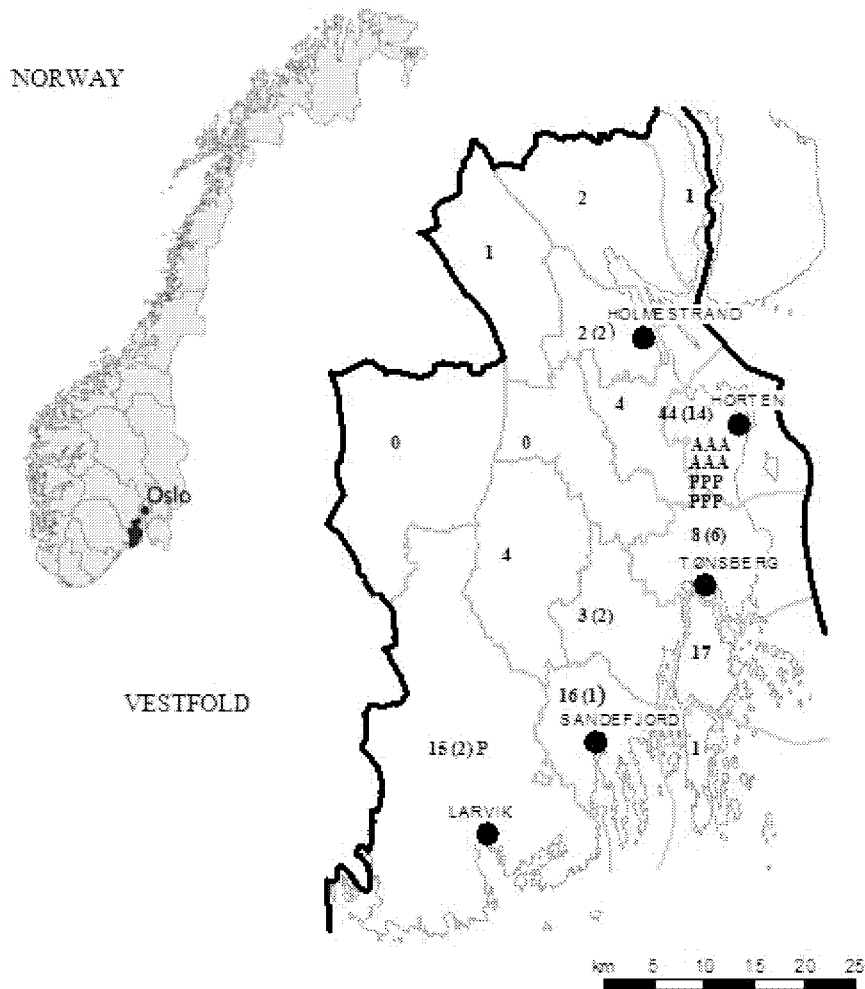 NORWAY
Oslo
VESTFOLD
2
1
1
HOLMESTRAND
2 (2)
4
44 (14)
HORTEN
AAA
AAA
PPP
PPP
0
0
8 (6)
TØNSBERG
4
3 (2)
17
16 (1)
SANDEFJORD
15 (2) P
1
LARVIK
km 5 10 15 20 25